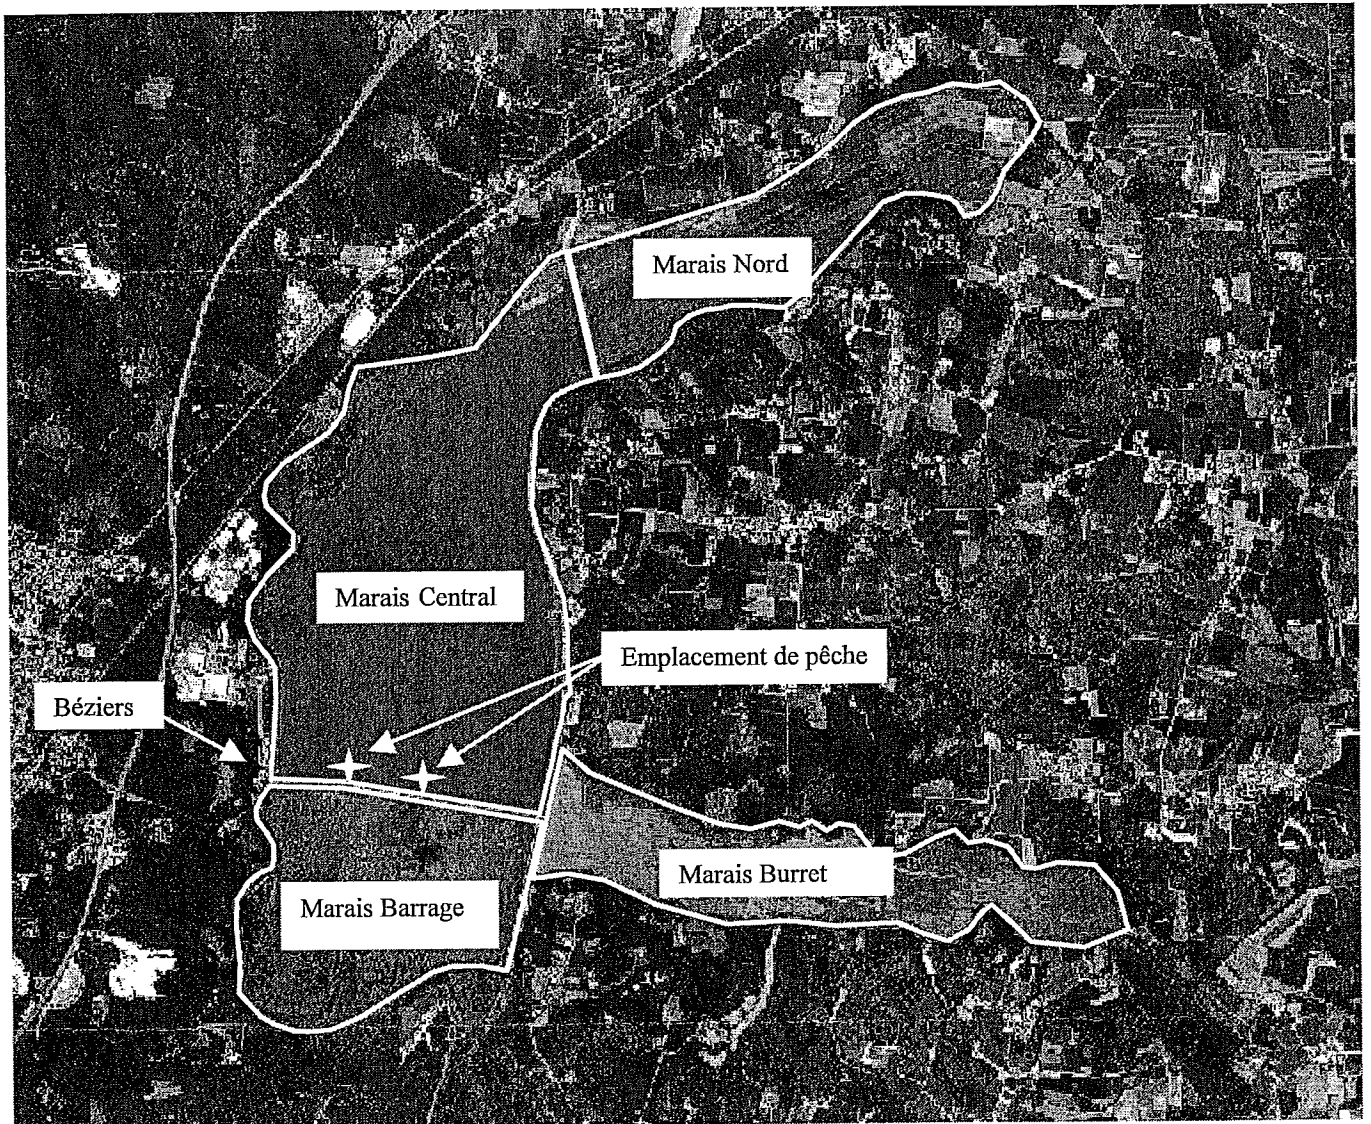 Marais Nord
Marais Central
Emplacement de pêche
Béziers
Marais Burret
Marais Barrage